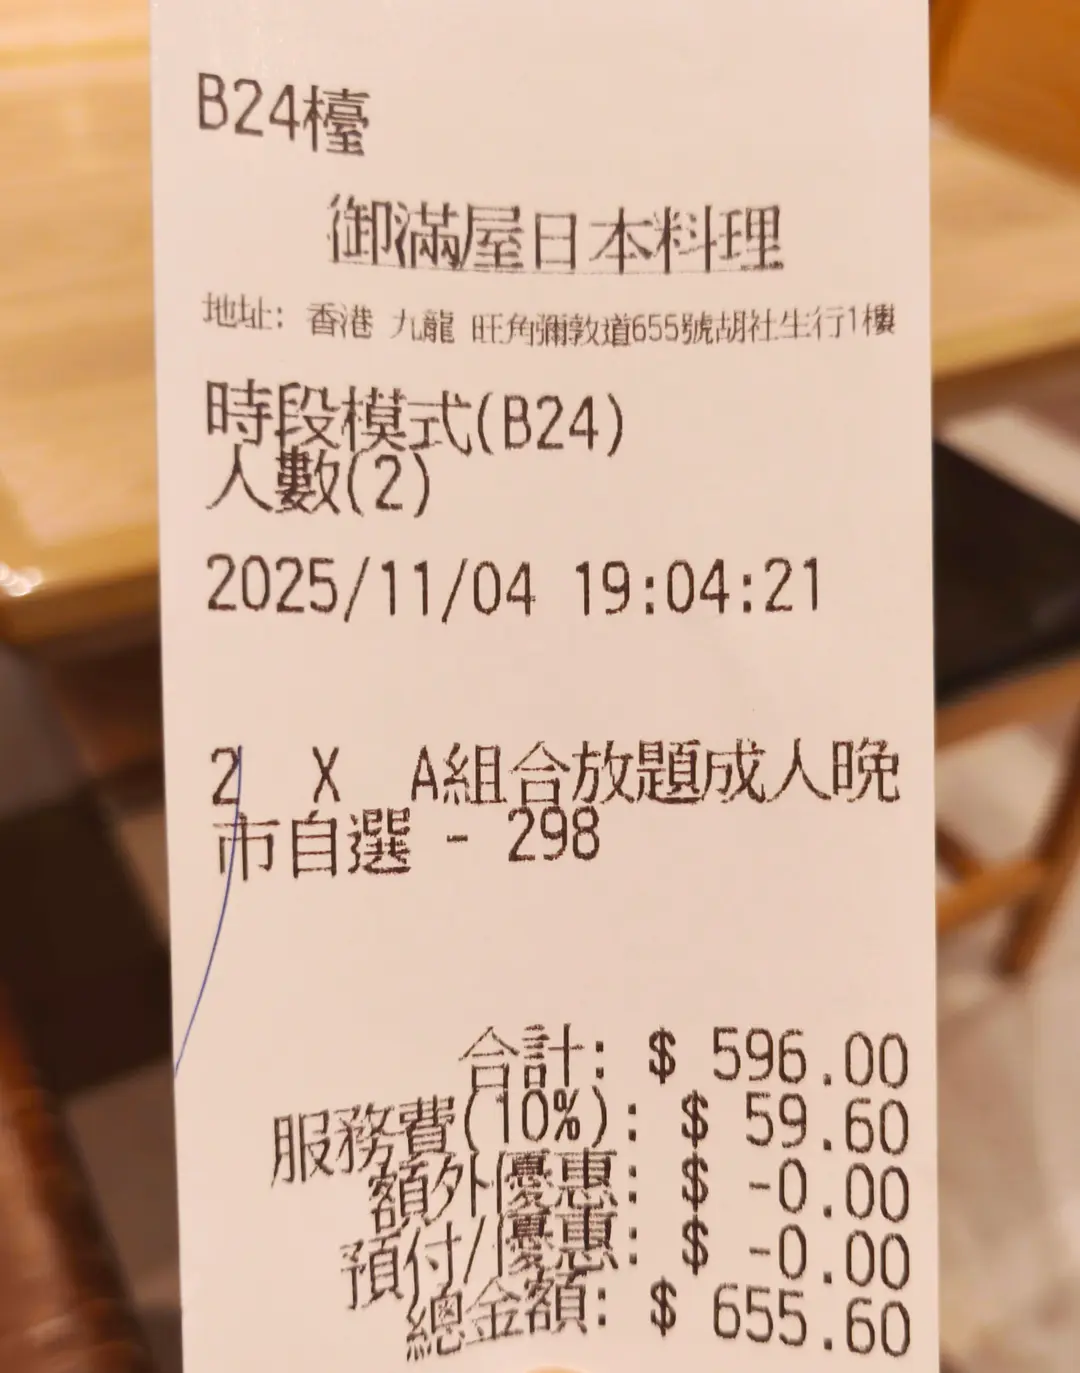 B24檯
御滿屋日本料理
地址: 香港 九龍 旺角彌敦道655號胡社生行1樓
時段模式(B24)
人數(2)
2025/11/04 19:04:21
2 X A組合放題成人晚
市自選 - 298
合計: $ 596.00
服務費(10%): $ 59.60
額外優惠: $ -0.00
預付/優惠: $ -0.00
總金額: $ 655.60